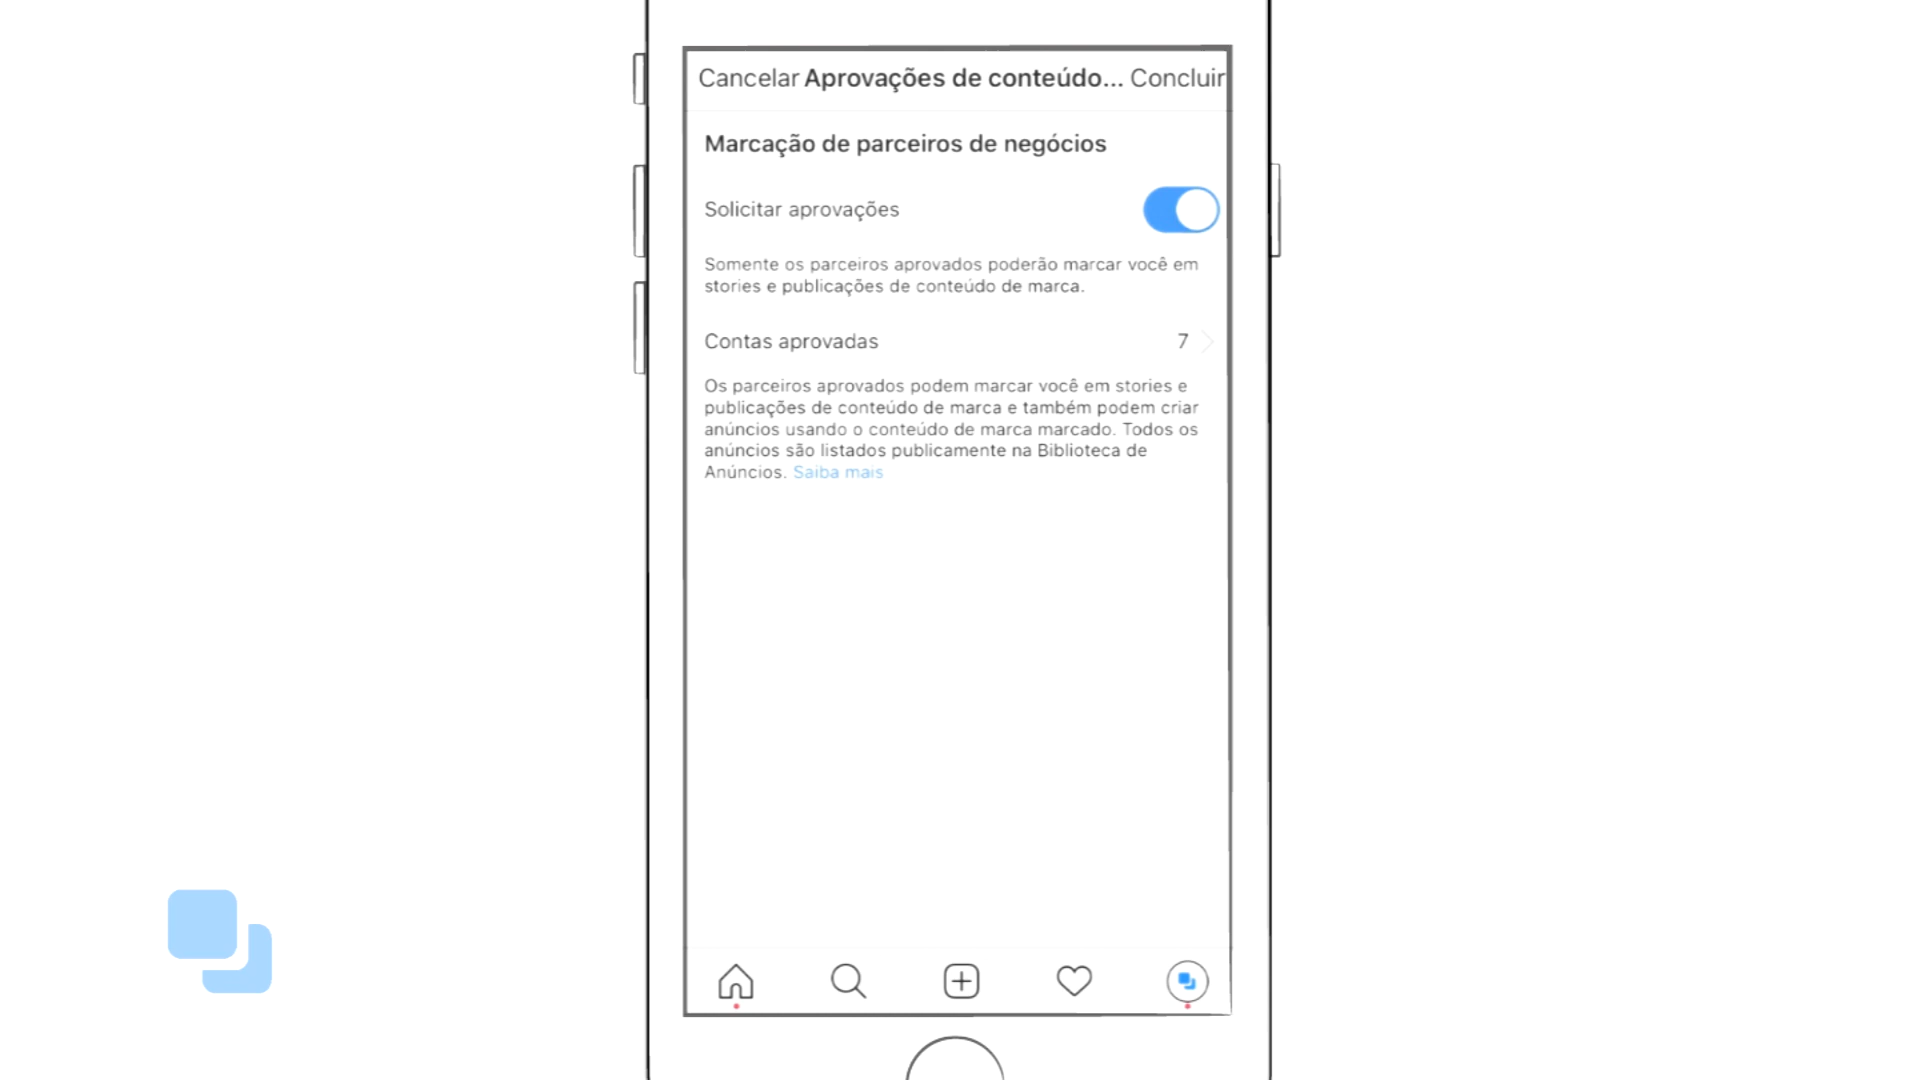 Cancelar Aprovações de conteúdo... Concluir
Marcação de parceiros de negócios
Solicitar aprovações
Somente os parceiros aprovados poderão marcar você em
stories e publicações de conteúdo de marca.
Contas aprovadas 7
Os parceiros aprovados podem marcar você em stories e
publicações de conteúdo de marca e também podem criar
anúncios usando o conteúdo de marca marcado. Todos os
anúncios são listados publicamente na Biblioteca de
Anúncios. Saiba mais